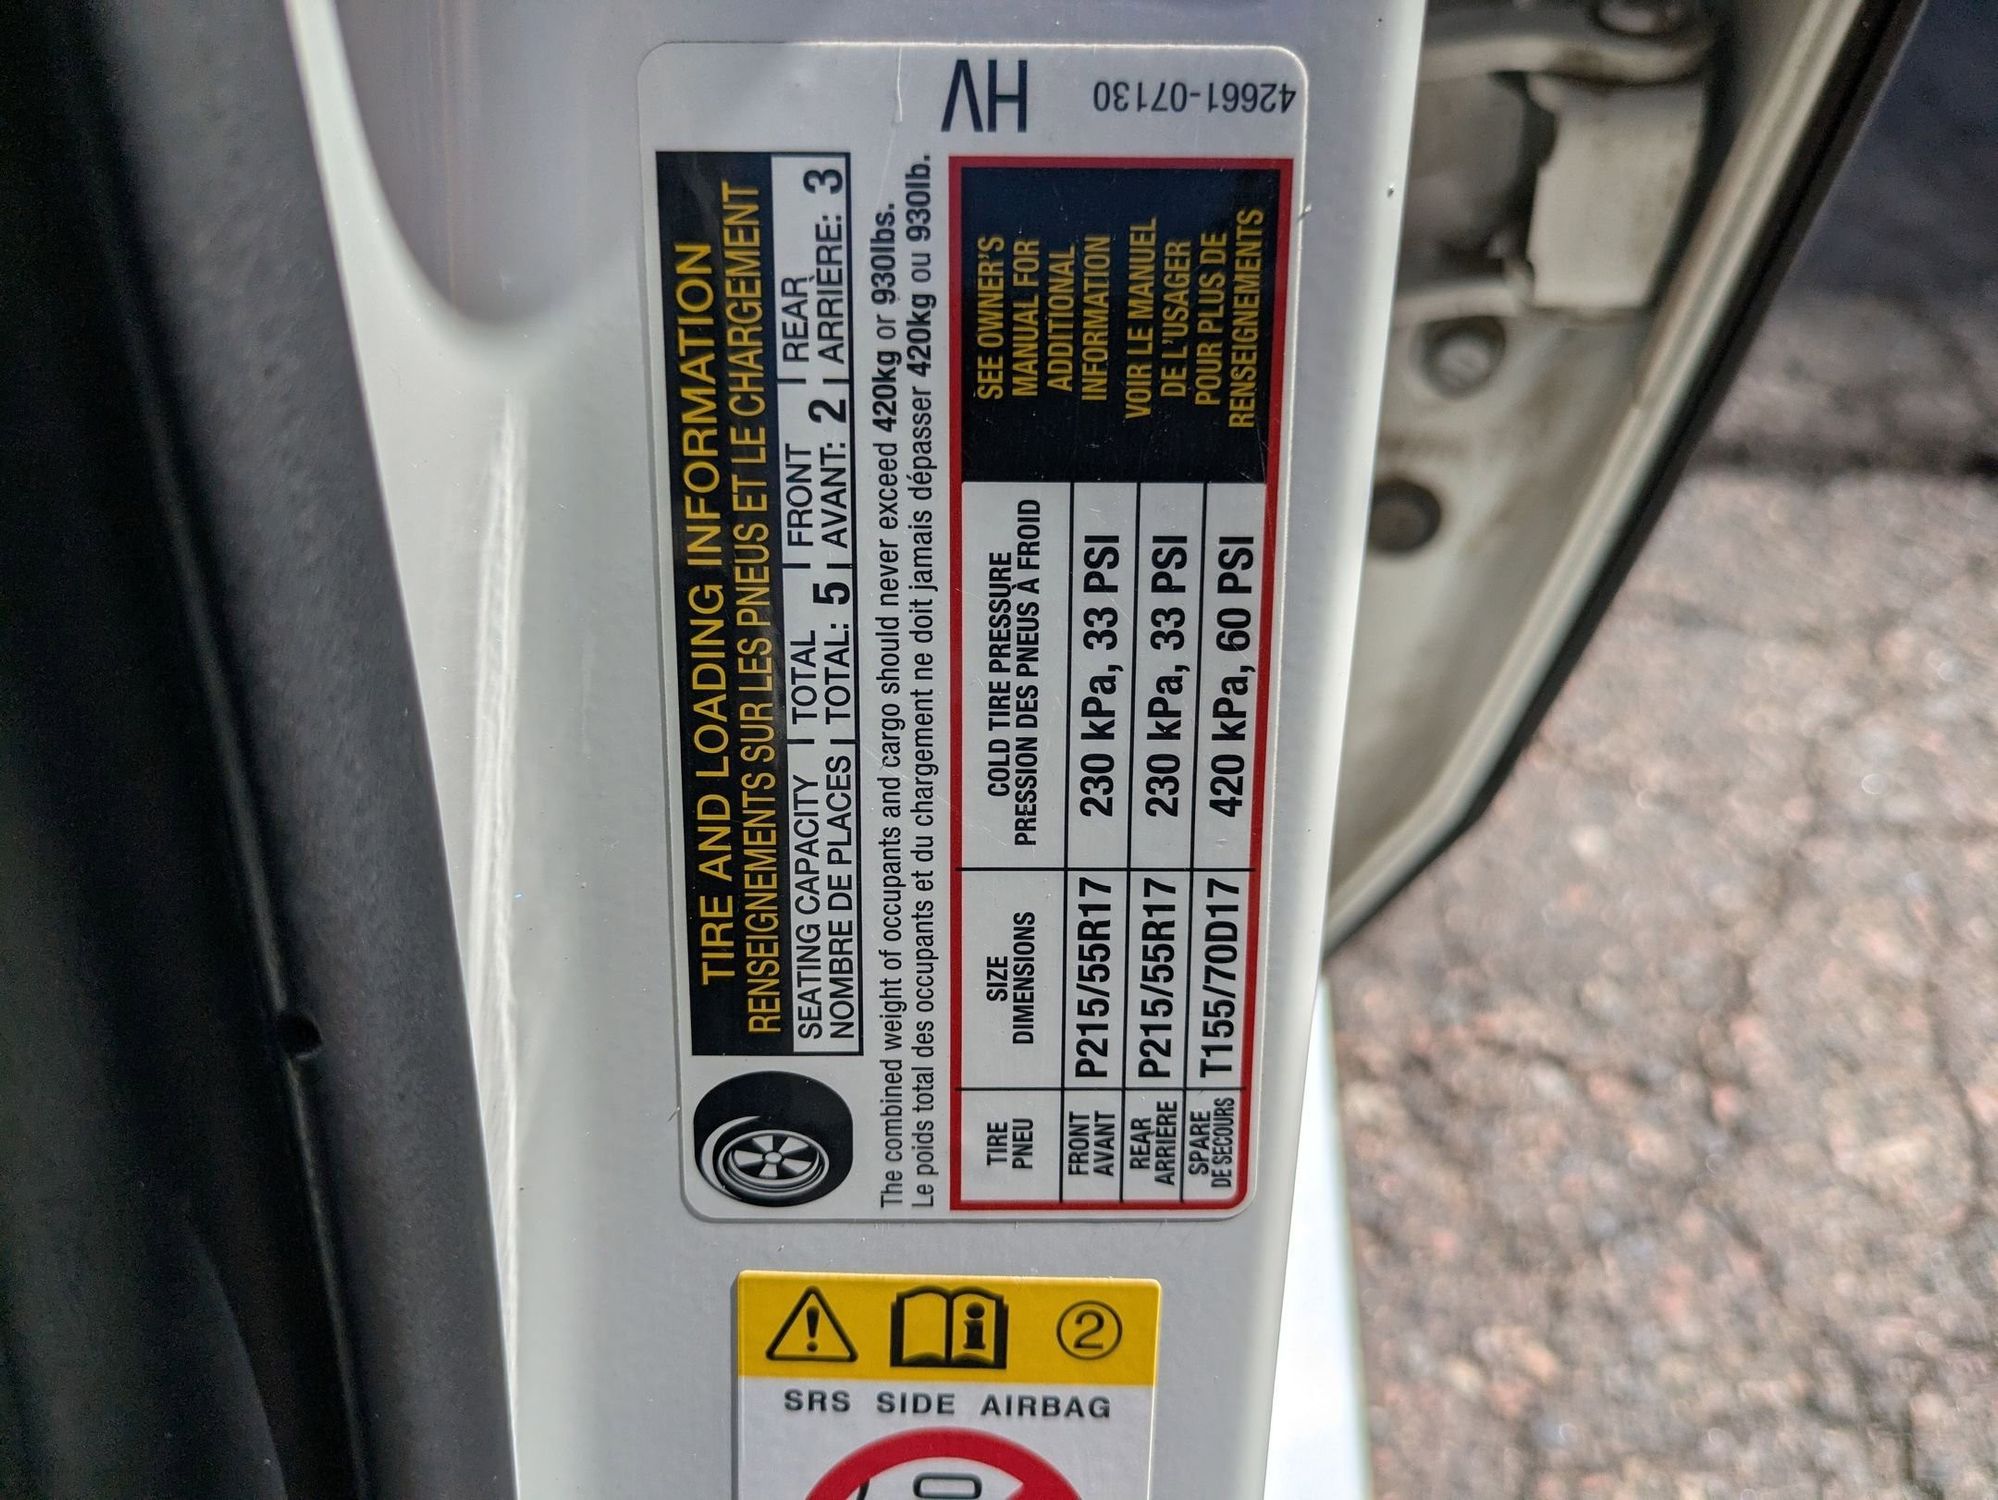 TIRE AND LOADING INFORMATION
RENSEIGNEMENTS SUR LES PNEUS ET LE CHARGEMENT
SEATING CAPACITY | TOTAL | FRONT | REAR
NOMBRE DE PLACES | TOTAL: 5 | AVANT: 2 | ARRIÈRE: 3
The combined weight of occupants and cargo should never exceed 420kg or 930lbs.
Le poids total des occupants et du chargement ne doit jamais dépasser 420kg ou 930lb.
TIRE
PNEU
SIZE
DIMENSIONS
COLD TIRE PRESSURE
PRESSION DES PNEUS À FROID
FRONT
AVANT
P215/55R17
230 kPa, 33 PSI
REAR
ARRIÈRE
P215/55R17
230 kPa, 33 PSI
SPARE
DE SECOURS
T155/70D17
420 kPa, 60 PSI
SEE OWNER'S
MANUAL FOR
ADDITIONAL
INFORMATION
VOIR LE MANUEL
DE L'USAGER
POUR PLUS DE
RENSEIGNEMENTS
HV
42661-07130
2
SRS SIDE AIRBAG